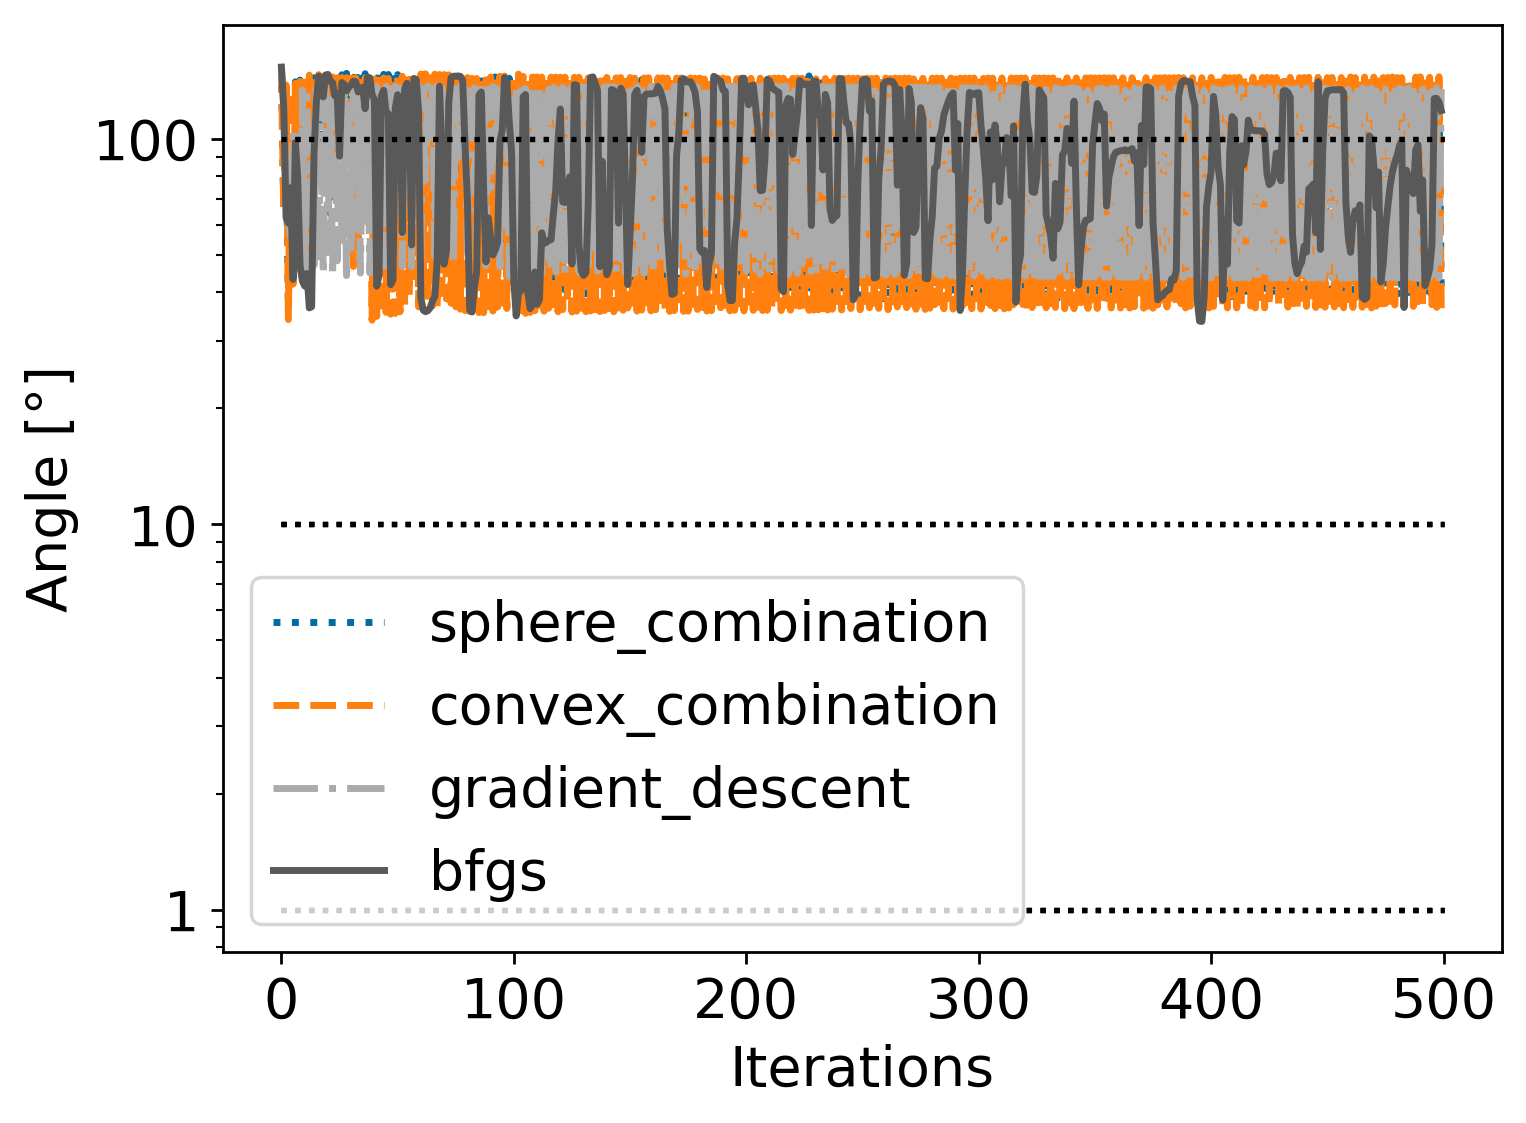 100
10
1
Angle [°]
sphere_combination
convex_combination
gradient_descent
bfgs
0 100 200 300 400 500
Iterations